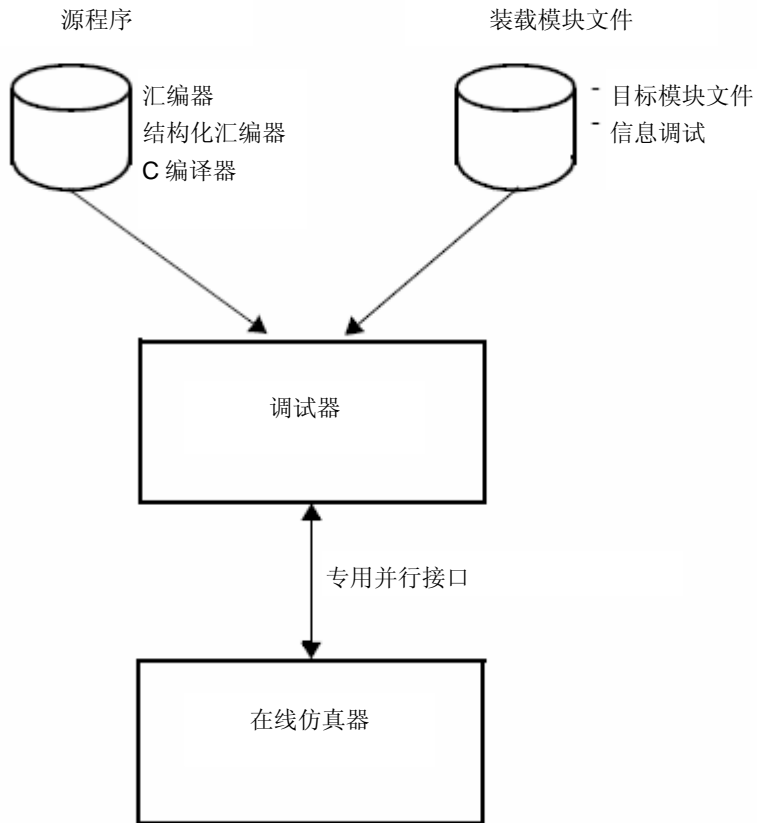 源程序
装载模块文件
汇编器
结构化汇编器
C 编译器
- 目标模块文件
- 信息调试
调试器
专用并行接口
在线仿真器